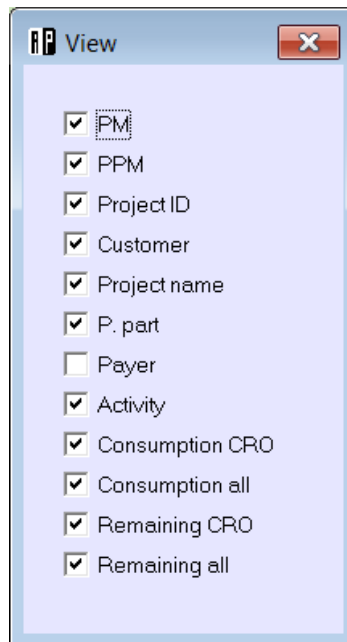 View
PM
PPM
Project ID
Customer
Project name
P. part
Payer
Activity
Consumption CRO
Consumption all
Remaining CRO
Remaining all